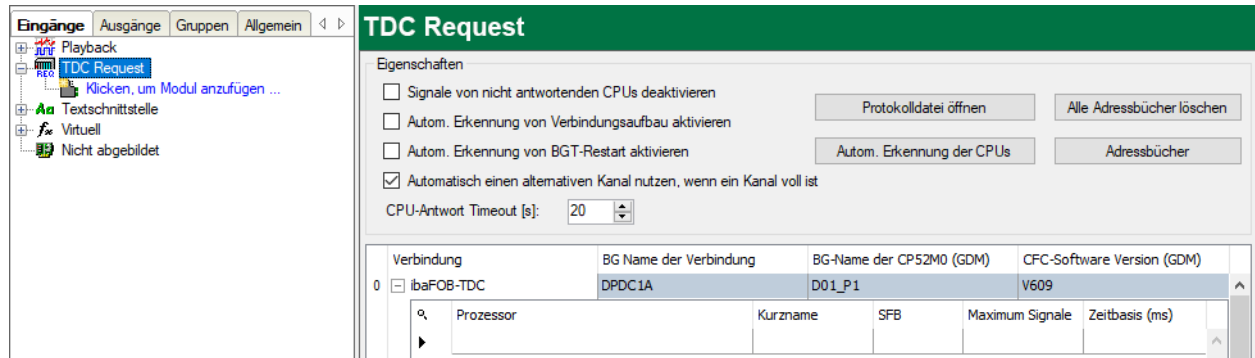 Eingänge Ausgänge Gruppen Allgemein
TDC Request
Playback
REQ TDC Request
Klicken, um Modul anzufügen ...
Textschnittstelle
Virtuell
Nicht abgebildet
Eigenschaften
Signale von nicht antwortenden CPUs deaktivieren
Autom. Erkennung von Verbindungsaufbau aktivieren
Autom. Erkennung von BGT-Restart aktivieren
Automatisch einen alternativen Kanal nutzen, wenn ein Kanal voll ist
CPU-Antwort Timeout [s]: 20
Protokolldatei öffnen Alle Adressbücher löschen
Autom. Erkennung der CPUs Adressbücher
Verbindung BG Name der Verbindung BG-Name der CP52M0 (GDM) CFC-Software Version (GDM)
0 ibaFOB-TDC DPDC1A D01_P1 V609
Prozessor Kurzname SFB Maximum Signale Zeitbasis (ms)